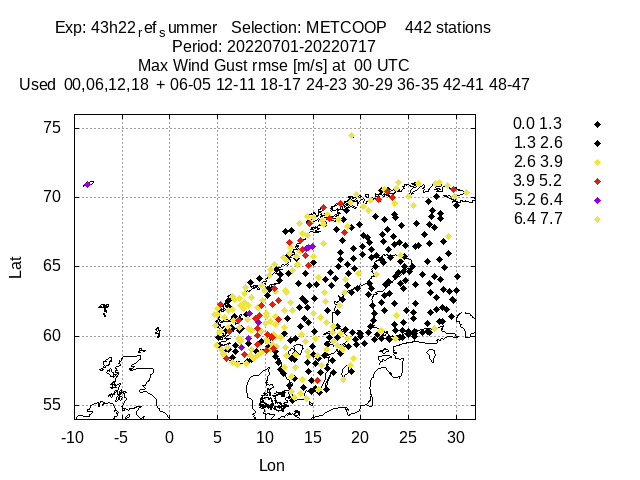 Exp: 43h22refsummer   Selection: METCOOP    442 stations
Period: 20220701-20220717
Max Wind Gust rmse [m/s] at  00 UTC
Used  00,06,12,18  + 06-05 12-11 18-17 24-23 30-29 36-35 42-41 48-47
75
70
65
60
55
Lat
-10 -5 0 5 10 15 20 25 30
Lon
0.0 1.3
1.3 2.6
2.6 3.9
3.9 5.2
5.2 6.4
6.4 7.7